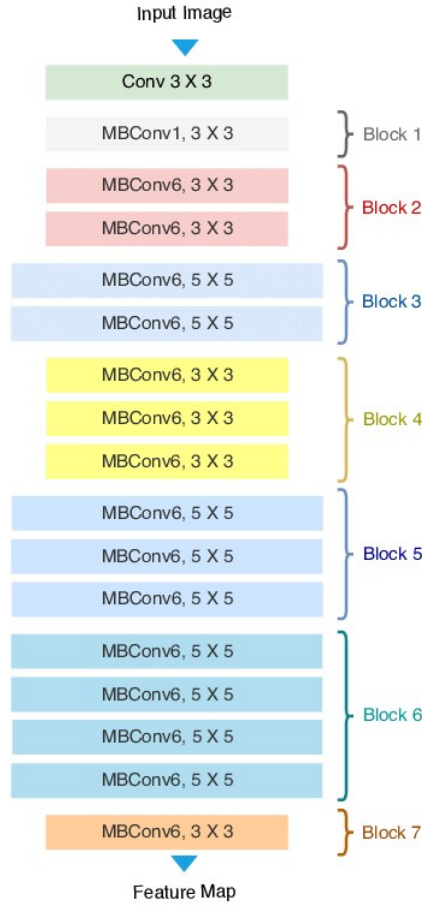 Input Image
Conv 3 X 3
MBConv1, 3 X 3
Block 1
MBConv6, 3 X 3
MBConv6, 3 X 3
Block 2
MBConv6, 5 X 5
MBConv6, 5 X 5
Block 3
MBConv6, 3 X 3
MBConv6, 3 X 3
MBConv6, 3 X 3
Block 4
MBConv6, 5 X 5
MBConv6, 5 X 5
MBConv6, 5 X 5
Block 5
MBConv6, 5 X 5
MBConv6, 5 X 5
MBConv6, 5 X 5
MBConv6, 5 X 5
Block 6
MBConv6, 3 X 3
Block 7
Feature Map